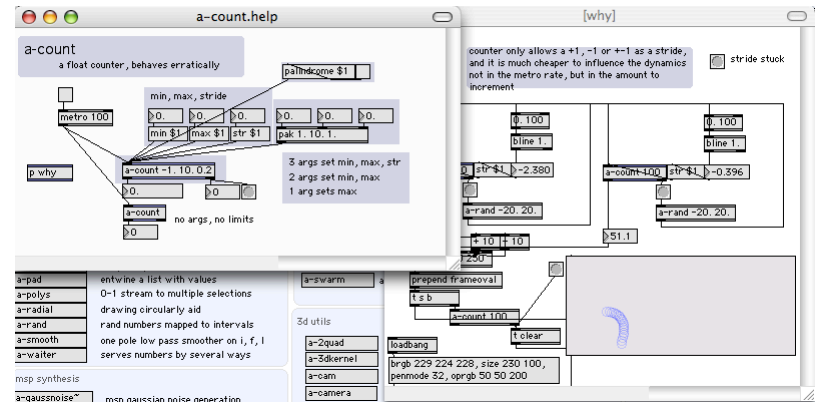 a-count.help
a-count
a float counter, behaves erratically
palindrome $1
min, max, stride
metro 100
0.
0.
0.
0.
0.
0.
min $1
max $1
str $1
pak 1. 10. 1.
p why
a-count -1. 10. 0.2
3 args set min, max, str
2 args set min, max
1 arg sets max
0.
0
a-count
no args, no limits
0
[why]
counter only allows a +1, -1 or +-1 as a stride,
and it is much cheaper to influence the dynamics
not in the metro rate, but in the amount to
increment
stride stuck
0. 100
bline 1.
str $1
-2.380
a-rand -20. 20.
0. 100
bline 1.
a-count 100
str $1
-0.396
a-rand -20. 20.
51.1
+ 10
+ 10
250
prepend frameoval
t s b
a-count 100
t clear
loadbang
brgb 229 224 228, size 230 100,
penmode 32, oprgb 50 50 200
a-pad
entwine a list with values
a-polys
0-1 stream to multiple selections
a-radial
drawing circularly aid
a-rand
rand numbers mapped to intervals
a-smooth
one pole low pass smoother on i, f, l
a-waiter
serves numbers by several ways
msp synthesis
a-gaussnoise~
msp gaussian noise generation
a-swarm
a
3d utils
a-2quad
a-3dkernel
a-cam
a-camera